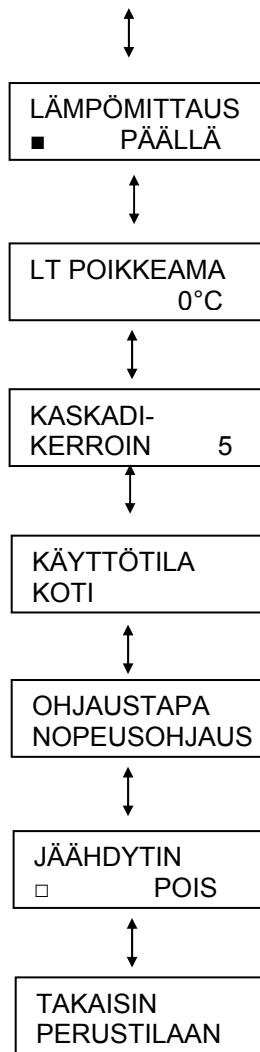 LÄMPÖMITTAUS
■ PÄÄLLÄ
LT POIKKEAMA
0°C
KASKADI-
KERROIN 5
KÄYTTÖTILA
KOTI
OHJAUSTAPA
NOPEUSOHJAUS
JÄÄHDYTIN
□ POIS
TAKAISIN
PERUSTILAAN